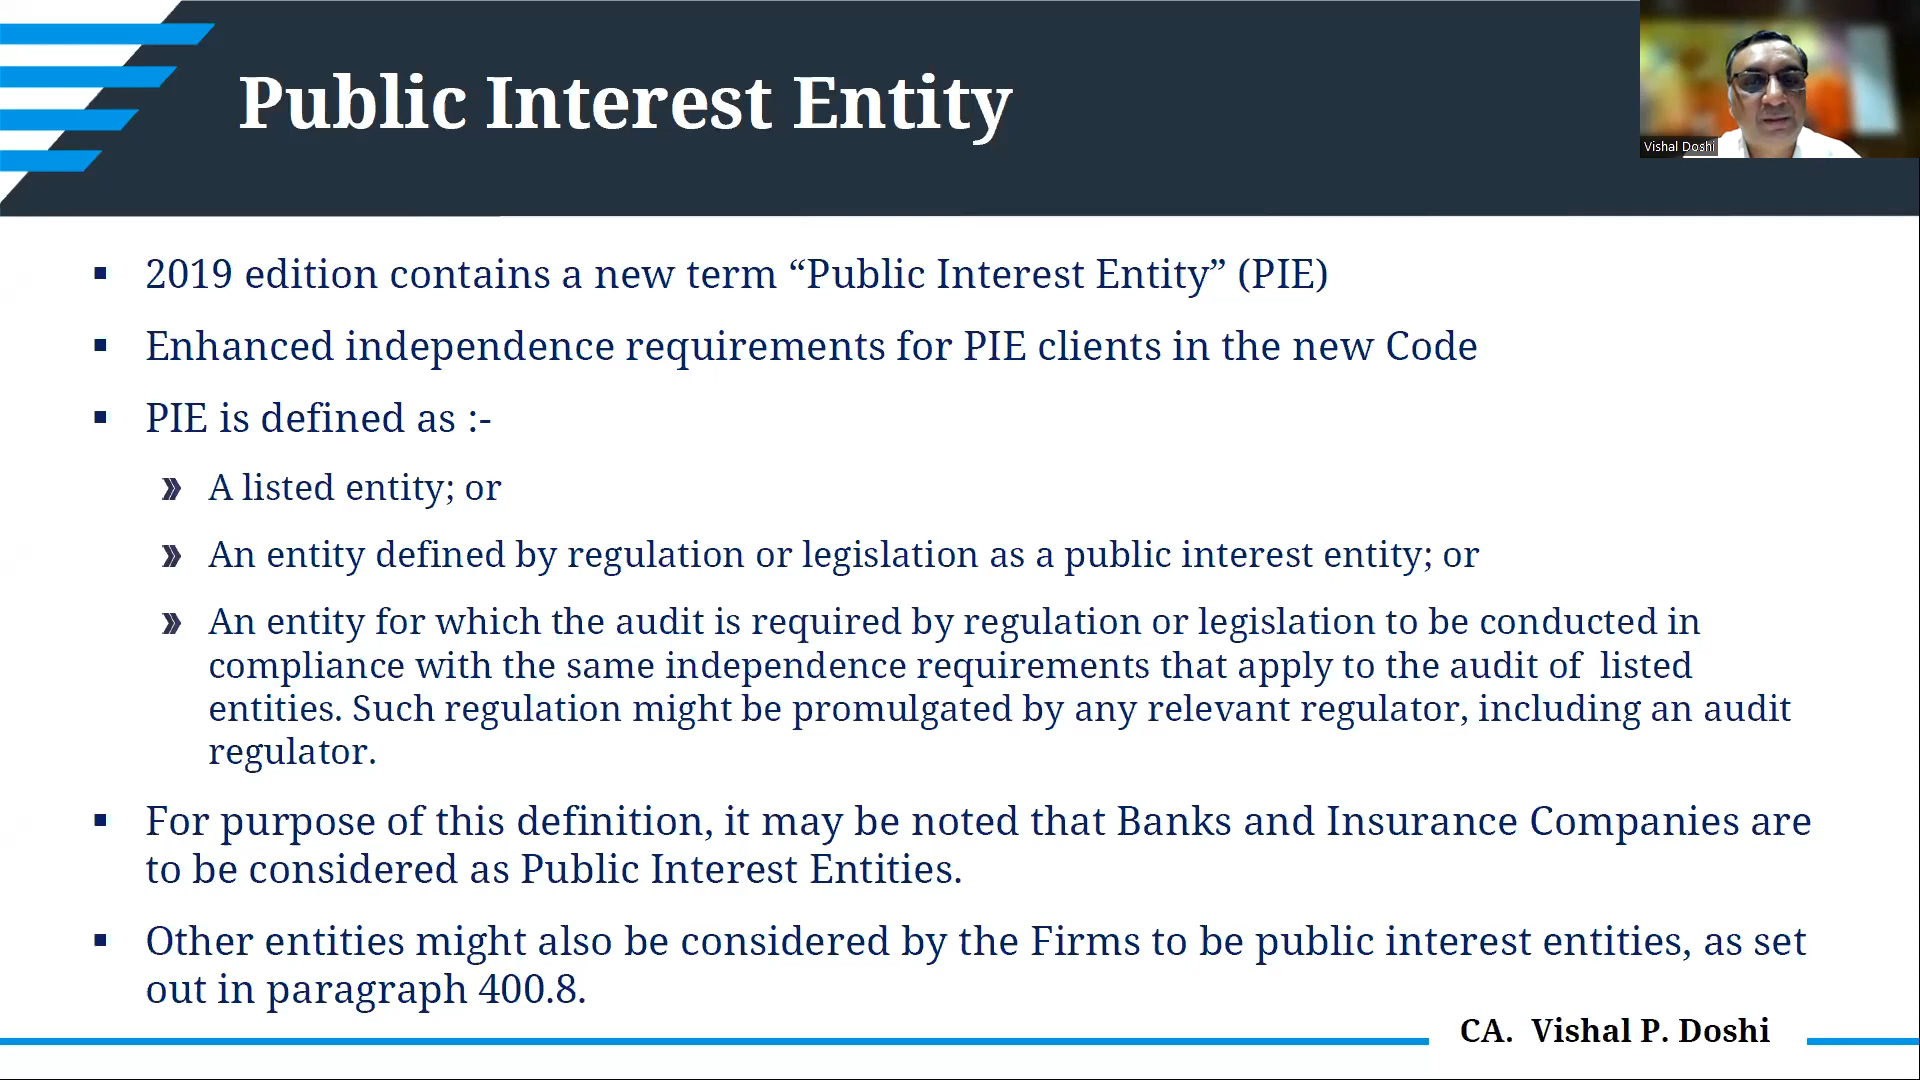 Public Interest Entity
Vishal Doshi
▪ 2019 edition contains a new term “Public Interest Entity” (PIE)
▪ Enhanced independence requirements for PIE clients in the new Code
▪ PIE is defined as :-
» A listed entity; or
» An entity defined by regulation or legislation as a public interest entity; or
» An entity for which the audit is required by regulation or legislation to be conducted in
compliance with the same independence requirements that apply to the audit of  listed
entities. Such regulation might be promulgated by any relevant regulator, including an audit
regulator.
▪ For purpose of this definition, it may be noted that Banks and Insurance Companies are
to be considered as Public Interest Entities.
▪ Other entities might also be considered by the Firms to be public interest entities, as set
out in paragraph 400.8.
CA.  Vishal P. Doshi